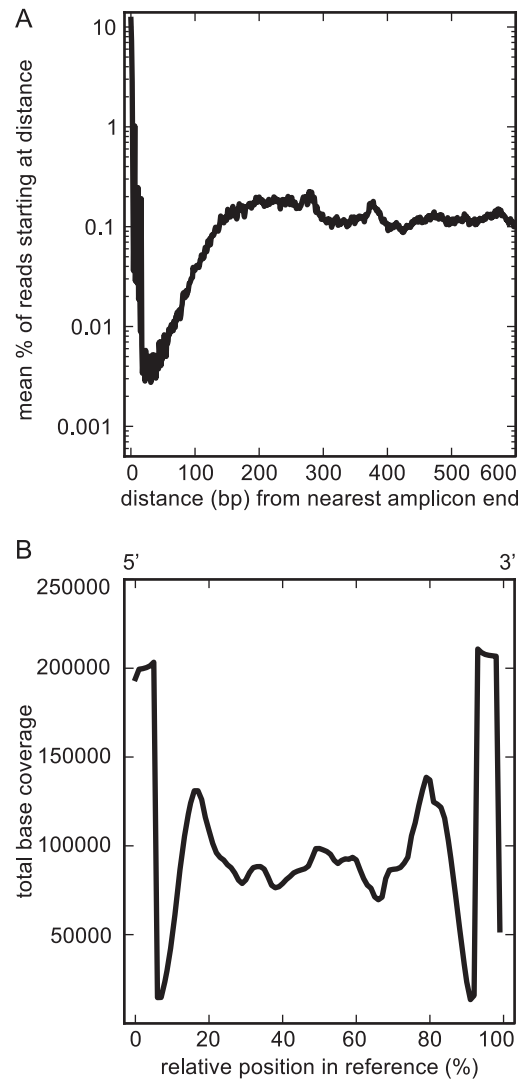 A
mean % of reads starting at distance
10
1
0.1
0.01
0.001
0 100 200 300 400 500 600
distance (bp) from nearest amplicon end
B
5’ 3’
total base coverage
250000
200000
150000
100000
50000
0 20 40 60 80 100
relative position in reference (%)